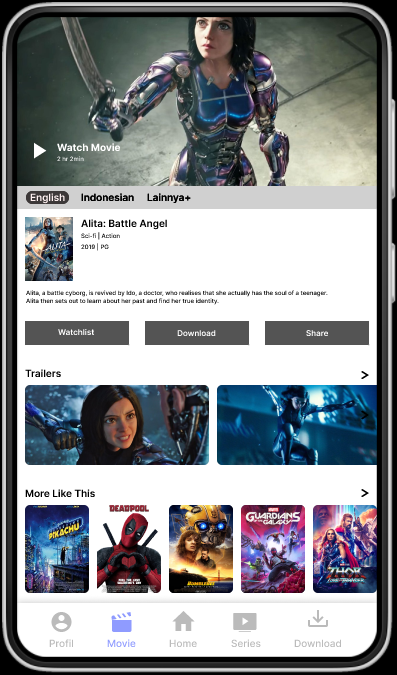 Watch Movie
2 hr 2min
English Indonesian Lainnya+
Alita: Battle Angel
Sci-fi | Action
2019 | PG
ALITA
Alita, a battle cyborg, is revived by Ido, a doctor, who realises that she actually has the soul of a teenager.
Alita then sets out to learn about her past and find her true identity.
Watchlist Download Share
Trailers >
More Like This >
PIKACHU
DEADPOOL
BUMBLEBEE
MARVEL
GUARDIANS
GALAXY
THOR
Profil Movie Home Series Download